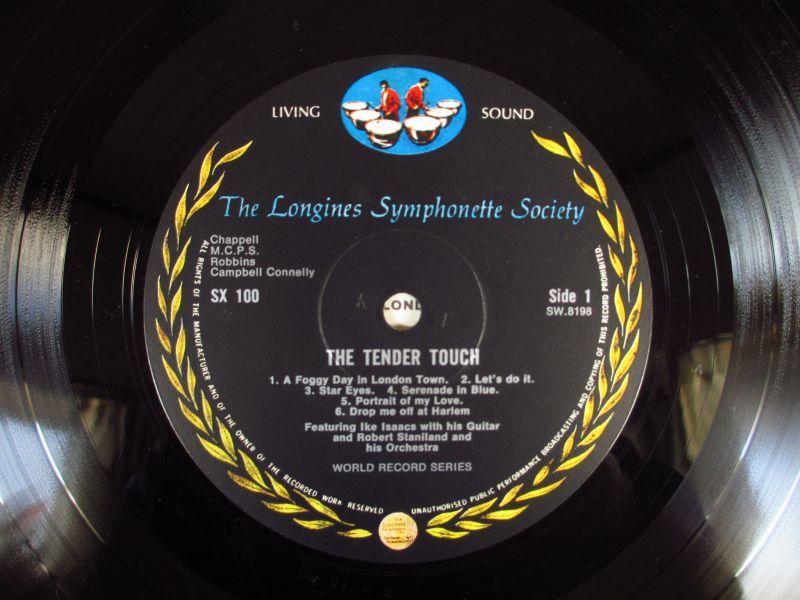 LIVING SOUND
The Longines Symphonette Society
Chappell
M.C.P.S.
Robbins
Campbell Connelly
SX 100
Side 1
SW.8198
LOND
THE TENDER TOUCH
1. A Foggy Day in London Town. 2. Let's do it.
3. Star Eyes. 4. Serenade in Blue.
5. Portrait of my Love.
6. Drop me off at Harlem
Featuring Ike Isaacs with his Guitar
and Robert Staniland and
his Orchestra
WORLD RECORD SERIES
ALL RIGHTS OF THE MANUFACTURER AND OF THE OWNER OF THE RECORDED WORK RESERVED
UNAUTHORISED PUBLIC PERFORMANCE BROADCASTING AND COPYING OF THIS RECORD PROHIBITED.